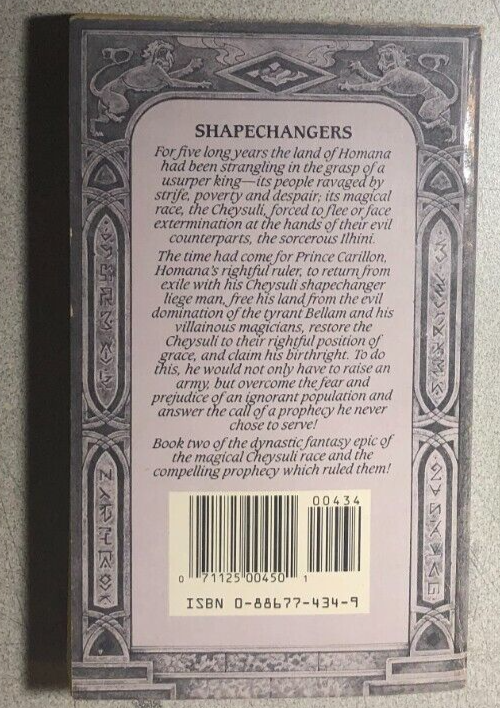 SHAPECHANGERS
For five long years the land of Homana
had been strangling in the grasp of a
usurper king—its people ravaged by
strife, poverty and despair; its magical
race, the Cheysuli, forced to flee or face
extermination at the hands of their evil
counterparts, the sorcerous Ilhini.
The time had come for Prince Carillon,
Homana's rightful ruler, to return from
exile with his Cheysuli shapechanger
liege man, free his land from the evil
domination of the tyrant Bellam and his
villainous magicians, restore the
Cheysuli to their rightful position of
grace, and claim his birthright. To do
this, he would not only have to raise an
army, but overcome the fear and
prejudice of an ignorant population and
answer the call of a prophecy he never
chose to serve!
Book two of the dynastic fantasy epic of
the magical Cheysuli race and the
compelling prophecy which ruled them!
00434
0 71125 00450 1
ISBN 0-88677-434-9